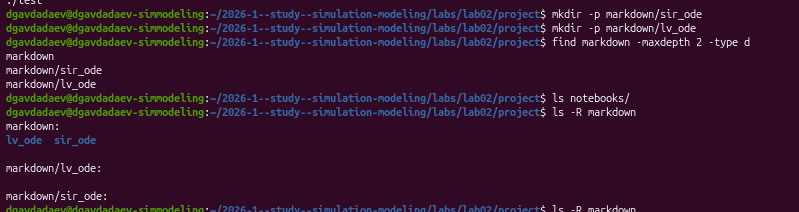 ./test
dgavdadaev@dgavdadaev-simmodeling:~/2026-1--study--simulation-modeling/labs/lab02/project$ mkdir -p markdown/sir_ode
dgavdadaev@dgavdadaev-simmodeling:~/2026-1--study--simulation-modeling/labs/lab02/project$ mkdir -p markdown/lv_ode
dgavdadaev@dgavdadaev-simmodeling:~/2026-1--study--simulation-modeling/labs/lab02/project$ find markdown -maxdepth 2 -type d
markdown
markdown/sir_ode
markdown/lv_ode
dgavdadaev@dgavdadaev-simmodeling:~/2026-1--study--simulation-modeling/labs/lab02/project$ ls notebooks/
dgavdadaev@dgavdadaev-simmodeling:~/2026-1--study--simulation-modeling/labs/lab02/project$ ls -R markdown
markdown:
lv_ode  sir_ode

markdown/lv_ode:

markdown/sir_ode:
dgavdadaev@dgavdadaev-simmodeling:~/2026-1--study--simulation-modeling/labs/lab02/project$ ls -R markdown